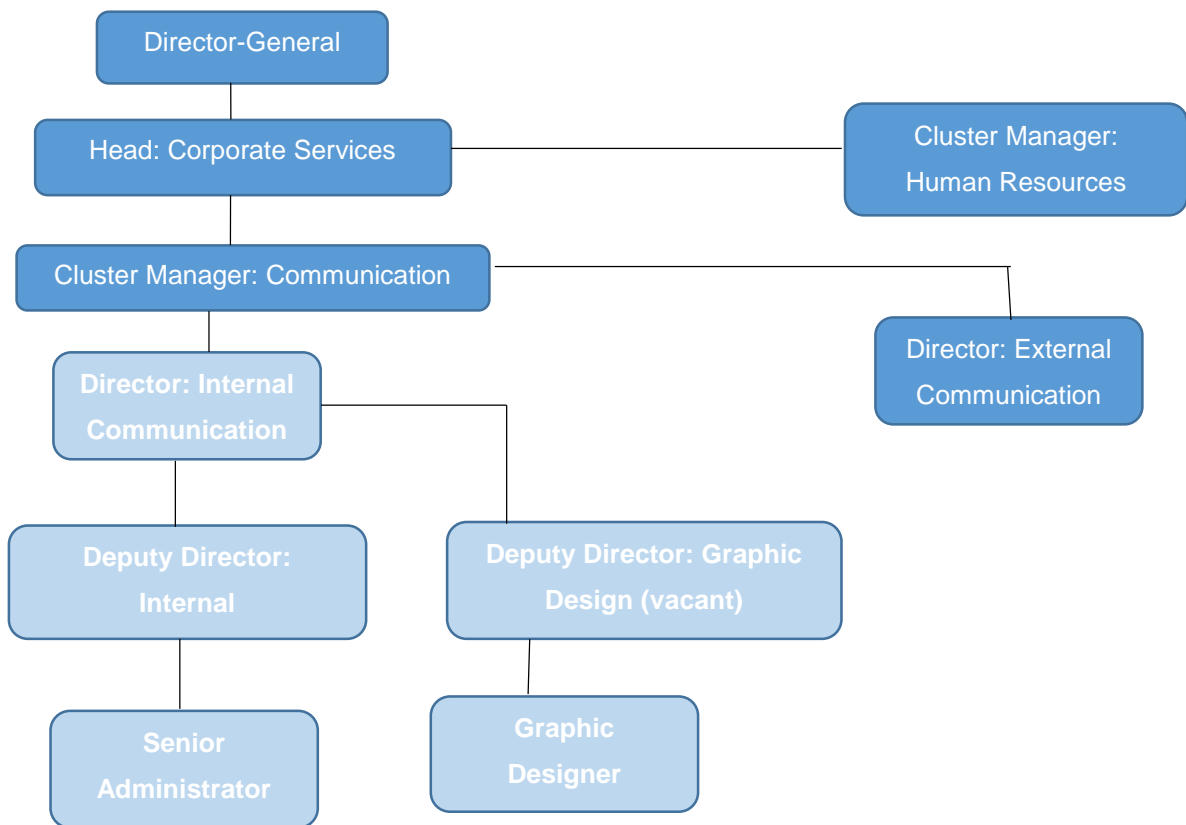 Director-General
Head: Corporate Services
Cluster Manager:
Human Resources
Cluster Manager: Communication
Director: External
Communication
Director: Internal
Communication
Deputy Director:
Internal
Deputy Director: Graphic
Design (vacant)
Senior
Administrator
Graphic
Designer